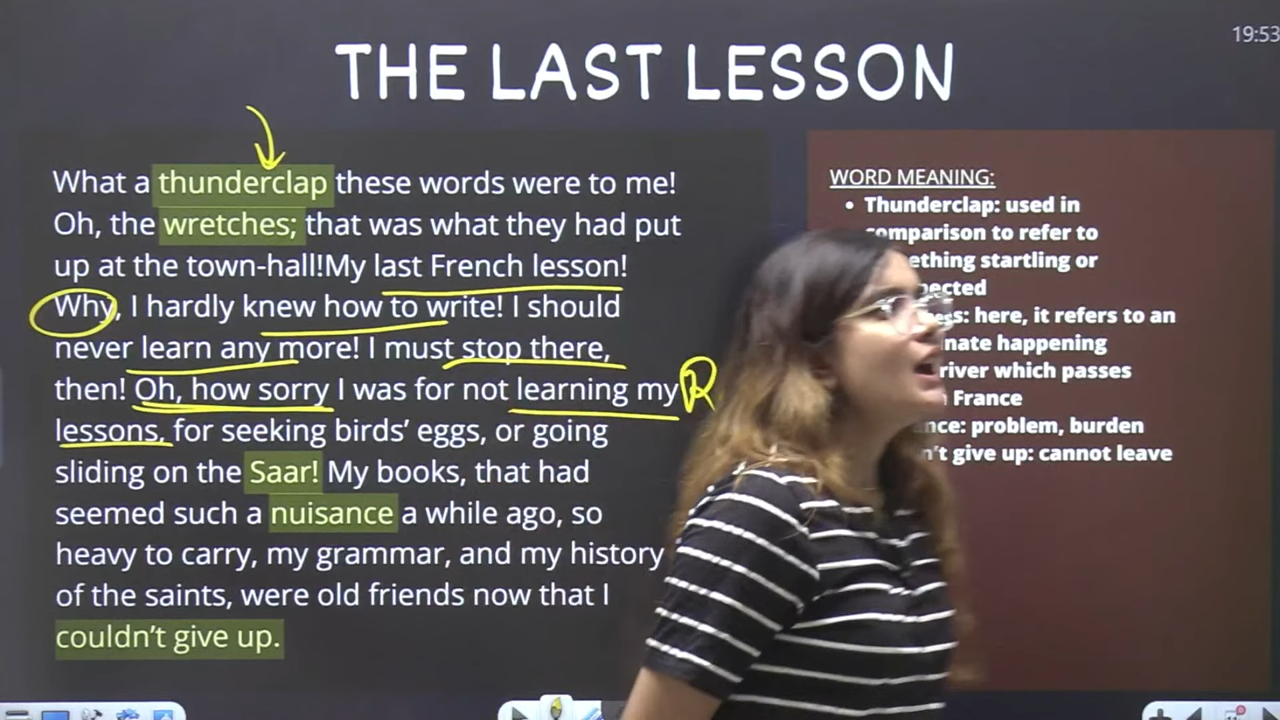 19:53
THE LAST LESSON
What a thunderclap these words were to me!
Oh, the wretches; that was what they had put
up at the town-hall!My last French lesson!
Why, I hardly knew how to write! I should
never learn any more! I must stop there,
then! Oh, how sorry I was for not learning my R
lessons, for seeking birds’ eggs, or going
sliding on the Saar! My books, that had
seemed such a nuisance a while ago, so
heavy to carry, my grammar, and my history
of the saints, were old friends now that I
couldn’t give up.
WORD MEANING:
• Thunderclap: used in
comparison to refer to
or
here, it refers to an
happening
river which passes
France
problem, burden
give up: cannot leave